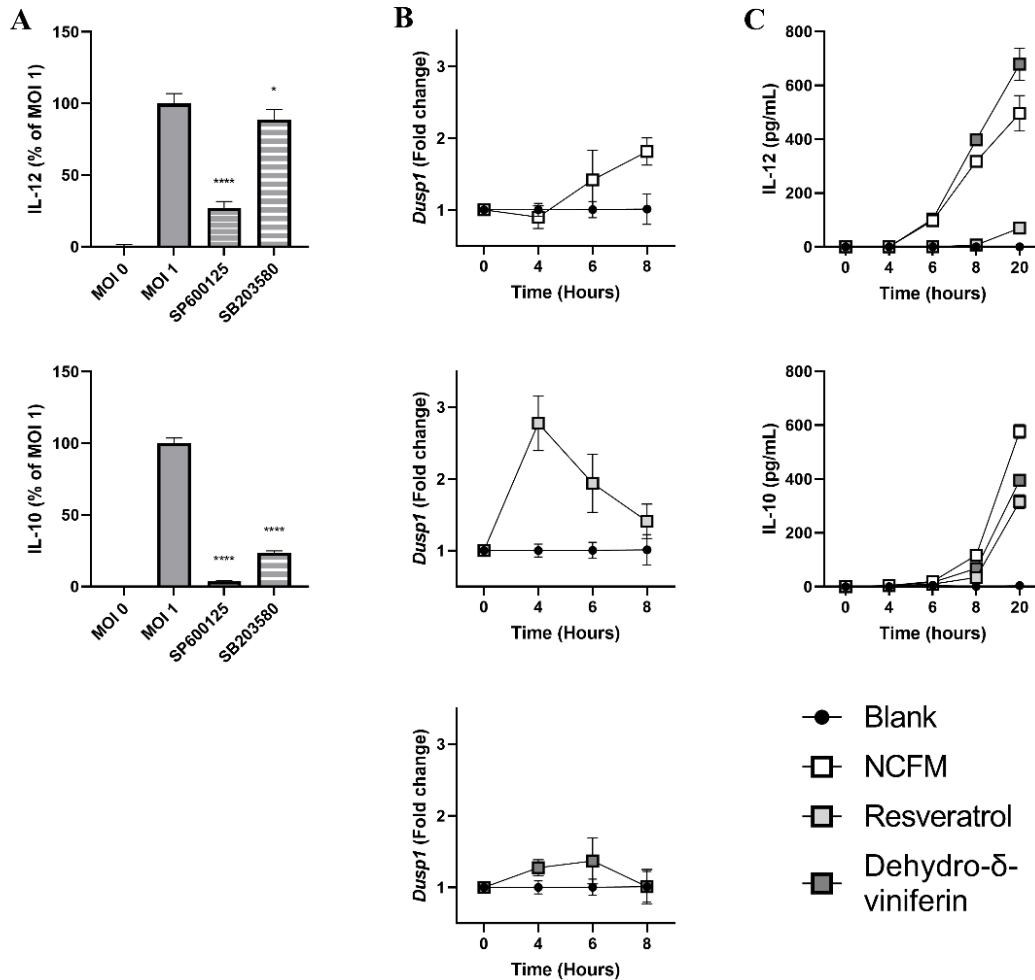 A
IL-12 (% of MOI 1)
150
100
50
0
*
****
MOI 0
MOI 1
SP600125
SB203580
IL-10 (% of MOI 1)
150
100
50
0
****
****
MOI 0
MOI 1
SP600125
SB203580
B
Dusp1 (Fold change)
3
2
1
0 4 6 8
Time (Hours)
Dusp1 (Fold change)
3
2
1
0 4 6 8
Time (Hours)
Dusp1 (Fold change)
3
2
1
0 4 6 8
Time (Hours)
C
IL-12 (pg/mL)
800
600
400
200
0
0 4 6 8 20
Time (hours)
IL-10 (pg/mL)
800
600
400
200
0
0 4 6 8 20
Time (hours)
Blank
NCFM
Resveratrol
Dehydro-δ-
viniferin